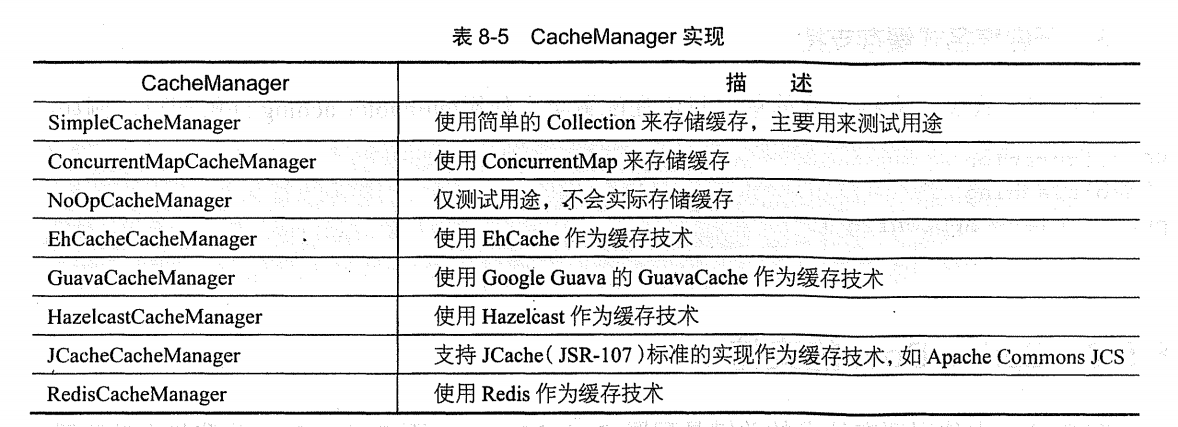 表 8-5 CacheManager 实现
CacheManager 描 述
SimpleCacheManager 使用简单的 Collection 来存储缓存，主要用来测试用途
ConcurrentMapCacheManager 使用 ConcurrentMap 来存储缓存
NoOpCacheManager 仅测试用途，不会实际存储缓存
EhCacheCacheManager 使用 EhCache 作为缓存技术
GuavaCacheManager 使用 Google Guava 的 GuavaCache 作为缓存技术
HazelcastCacheManager 使用 Hazelcast 作为缓存技术
JCacheCacheManager 支持 JCache（JSR-107）标准的实现作为缓存技术，如 Apache Commons JCS
RedisCacheManager 使用 Redis 作为缓存技术